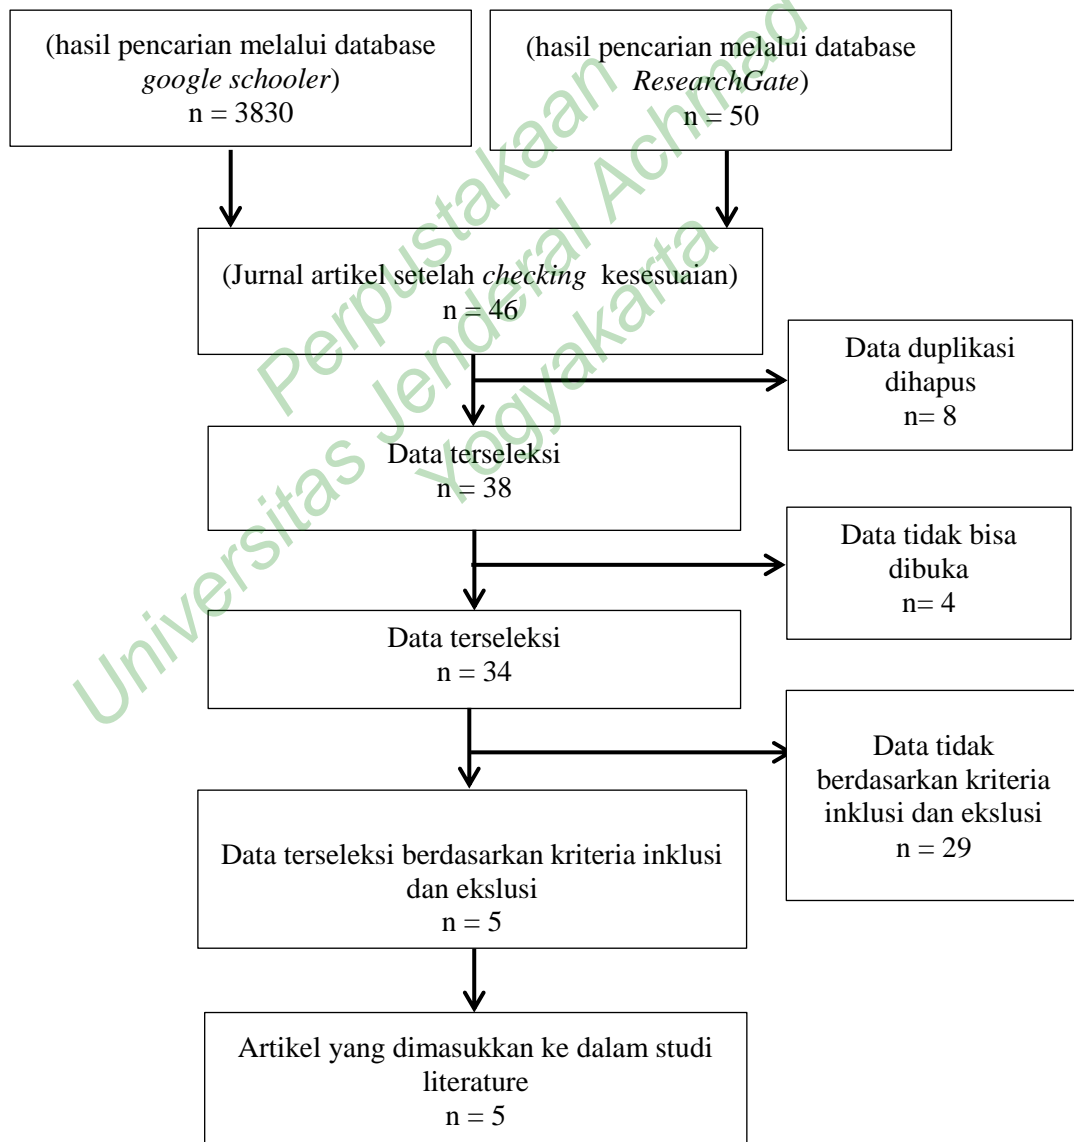 (hasil pencarian melalui database
google schooler)
n = 3830
(hasil pencarian melalui database
ResearchGate)
n = 50
(Jurnal artikel setelah checking kesesuaian)
n = 46
Data duplikasi
dihapus
n= 8
Data terseleksi
n = 38
Data tidak bisa
dibuka
n= 4
Data terseleksi
n = 34
Data tidak
berdasarkan kriteria
inklusi dan ekslusi
n = 29
Data terseleksi berdasarkan kriteria inklusi
dan ekslusi
n = 5
Artikel yang dimasukkan ke dalam studi
literature
n = 5
Perpustakaan
Universitas Jenderal Achmad
Yogyakarta